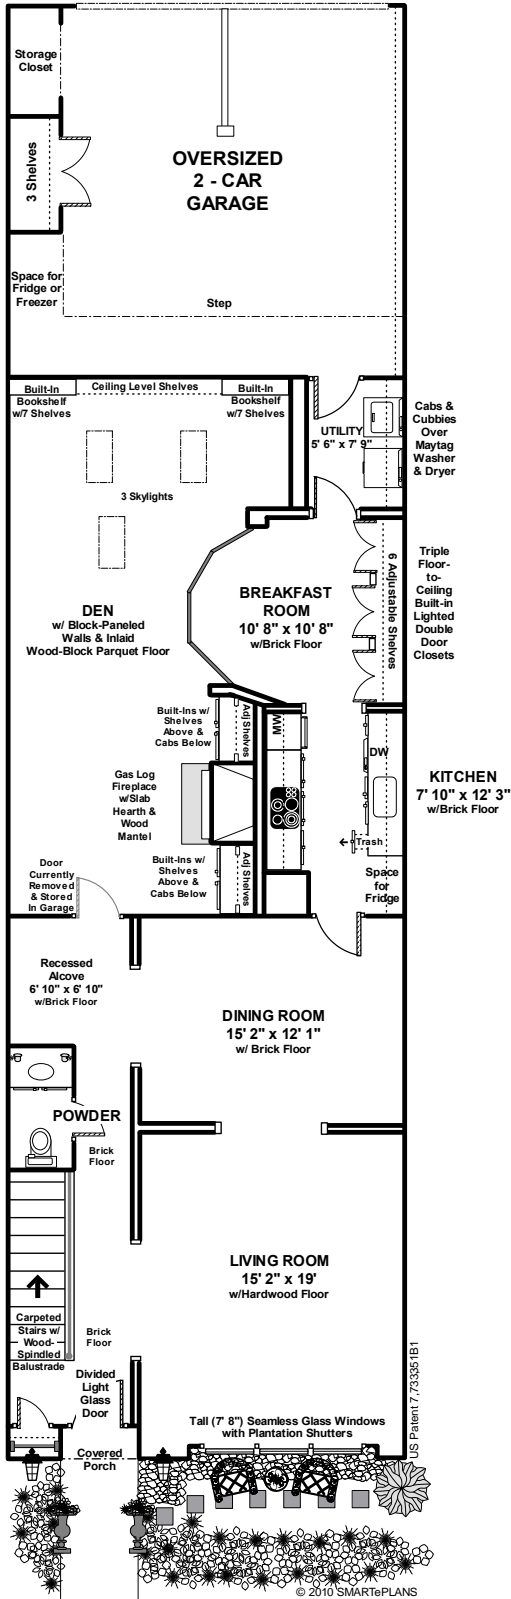 Storage
Closet
3 Shelves
OVERSIZED
2 - CAR
GARAGE
Space for
Fridge or
Freezer
Step
Built-In
Bookshelf
w/7 Shelves
Ceiling Level Shelves
Built-In
Bookshelf
w/7 Shelves
UTILITY
5' 6" x 7' 9"
Cabs &
Cubbies
Over
Maytag
Washer
& Dryer
3 Skylights
DEN
w/ Block-Paneled
Walls & Inlaid
Wood-Block Parquet Floor
BREAKFAST
ROOM
10' 8" x 10' 8"
w/Brick Floor
6 Adjustable Shelves
Triple
Floor-
to-
Ceiling
Built-in
Lighted
Double
Door
Closets
Built-Ins w/
Shelves
Above &
Cabs Below
Adj Shelves
MW
DW
KITCHEN
7' 10" x 12' 3"
w/Brick Floor
Gas Log
Fireplace
w/Slab
Hearth &
Wood
Mantel
Trash
Built-Ins w/
Shelves
Above &
Cabs Below
Adj Shelves
Space
for
Fridge
Door
Currently
Removed
& Stored
In Garage
Recessed
Alcove
6' 10" x 6' 10"
w/Brick Floor
DINING ROOM
15' 2" x 12' 1"
w/ Brick Floor
POWDER
Brick
Floor
LIVING ROOM
15' 2" x 19'
w/Hardwood Floor
Carpeted
Stairs w/
Wood-
Spindled
Balustrade
Brick
Floor
Divided
Light
Glass
Door
Tall (7' 8") Seamless Glass Windows
with Plantation Shutters
US Patent 7,733351B1
Covered
Porch
© 2010 SMARTePLANS